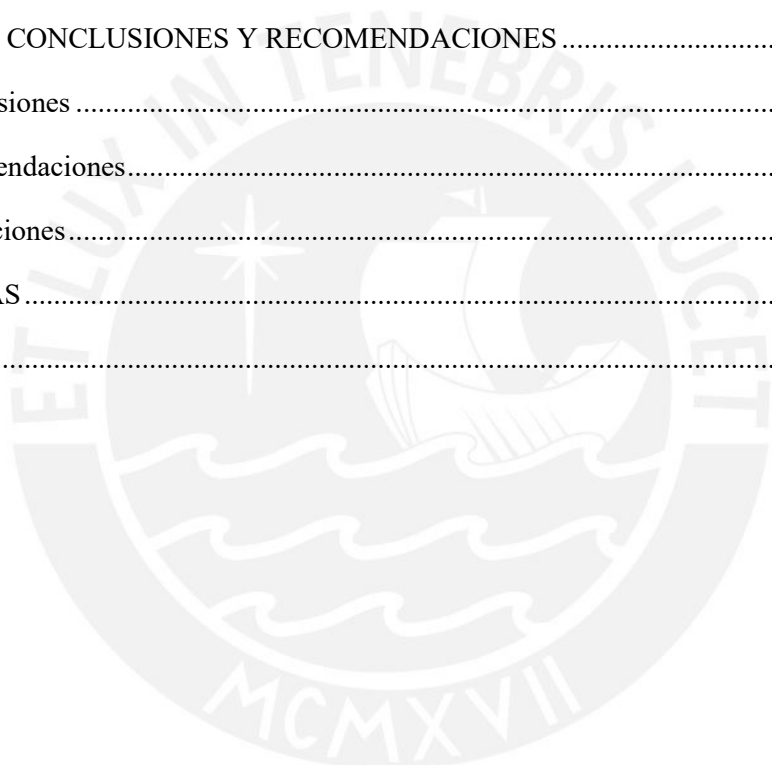 CONCLUSIONES Y RECOMENDACIONES ..............................
siones ................................................................................................
endaciones..........................................................................................
ciones..................................................................................................
AS ........................................................................................................
............................................................................................................
ET LUX IN TENEBRIS LUCET
MCMXVII